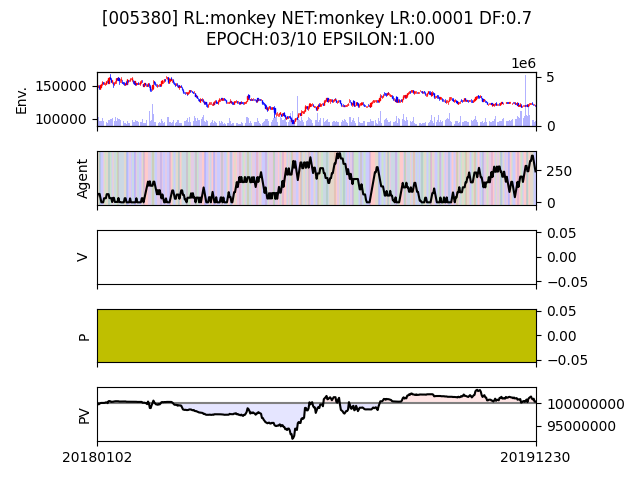 [005380] RL:monkey NET:monkey LR:0.0001 DF:0.7
EPOCH:03/10 EPSILON:1.00
1e6
Env.
150000
100000
5
0
Agent
250
0
V
0.05
0.00
−0.05
P
0.05
0.00
−0.05
PV
100000000
95000000
20180102
20191230